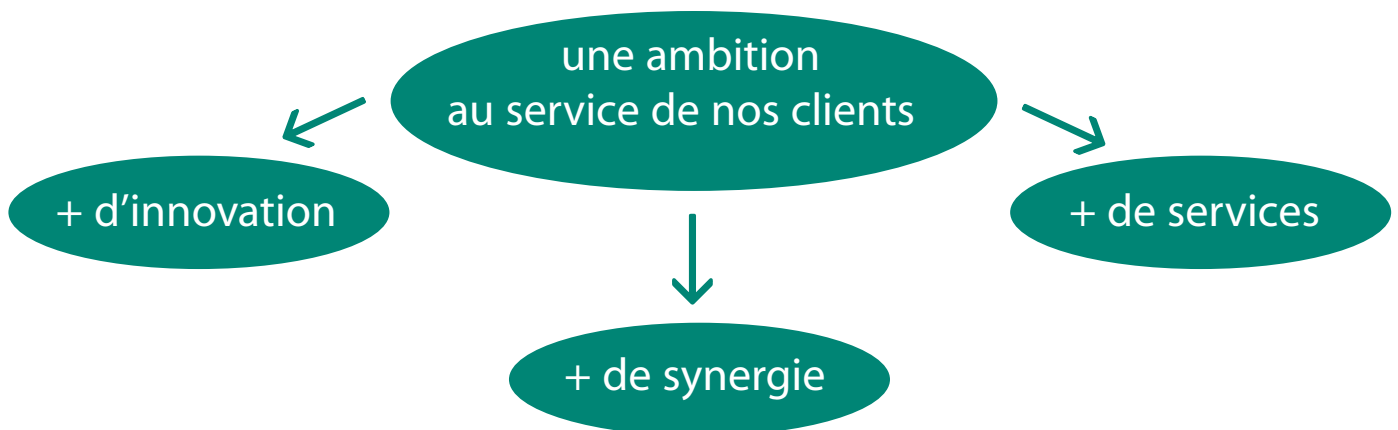 une ambition
au service de nos clients
+ d’innovation
+ de services
+ de synergie